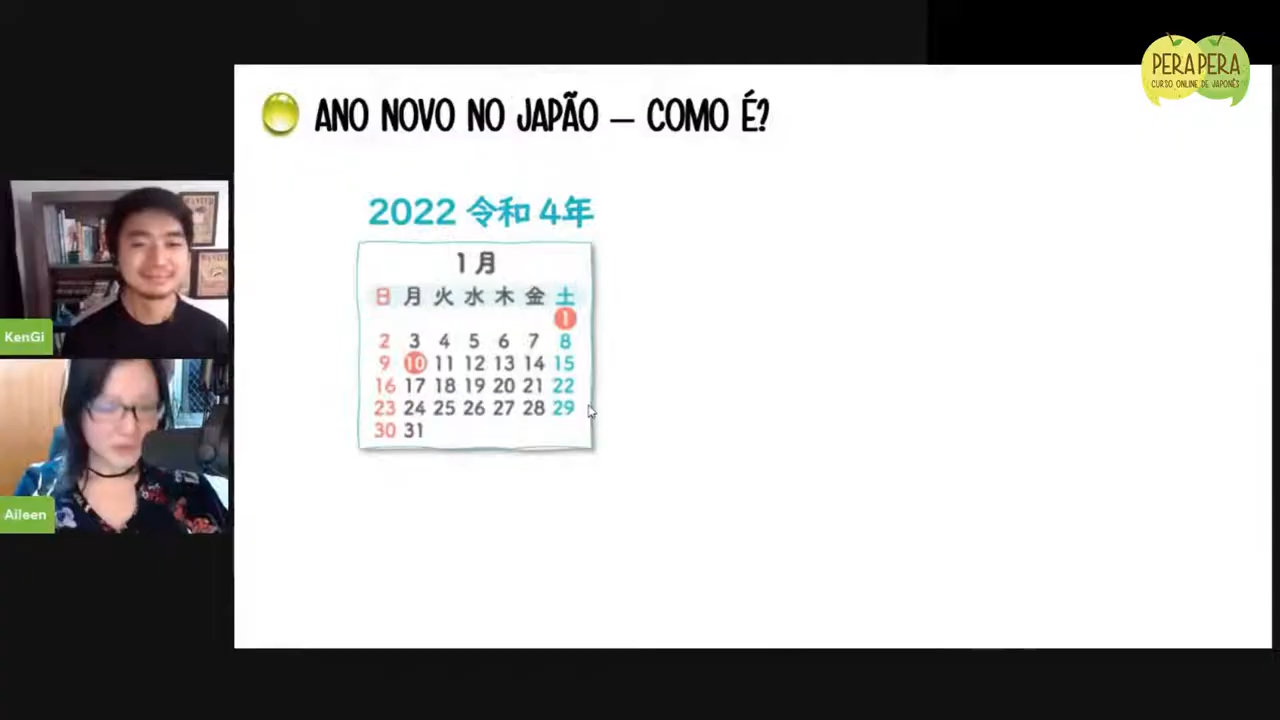 PERA PERA
CURSO ONLINE DE JAPONÊS
ANO NOVO NO JAPÃO – COMO É?
2022 令和 4年
1月
日 月 火 水 木 金 土
1
2 3 4 5 6 7 8
9 10 11 12 13 14 15
16 17 18 19 20 21 22
23 24 25 26 27 28 29
30 31
WANTED
WANTED
KenGi
Aileen